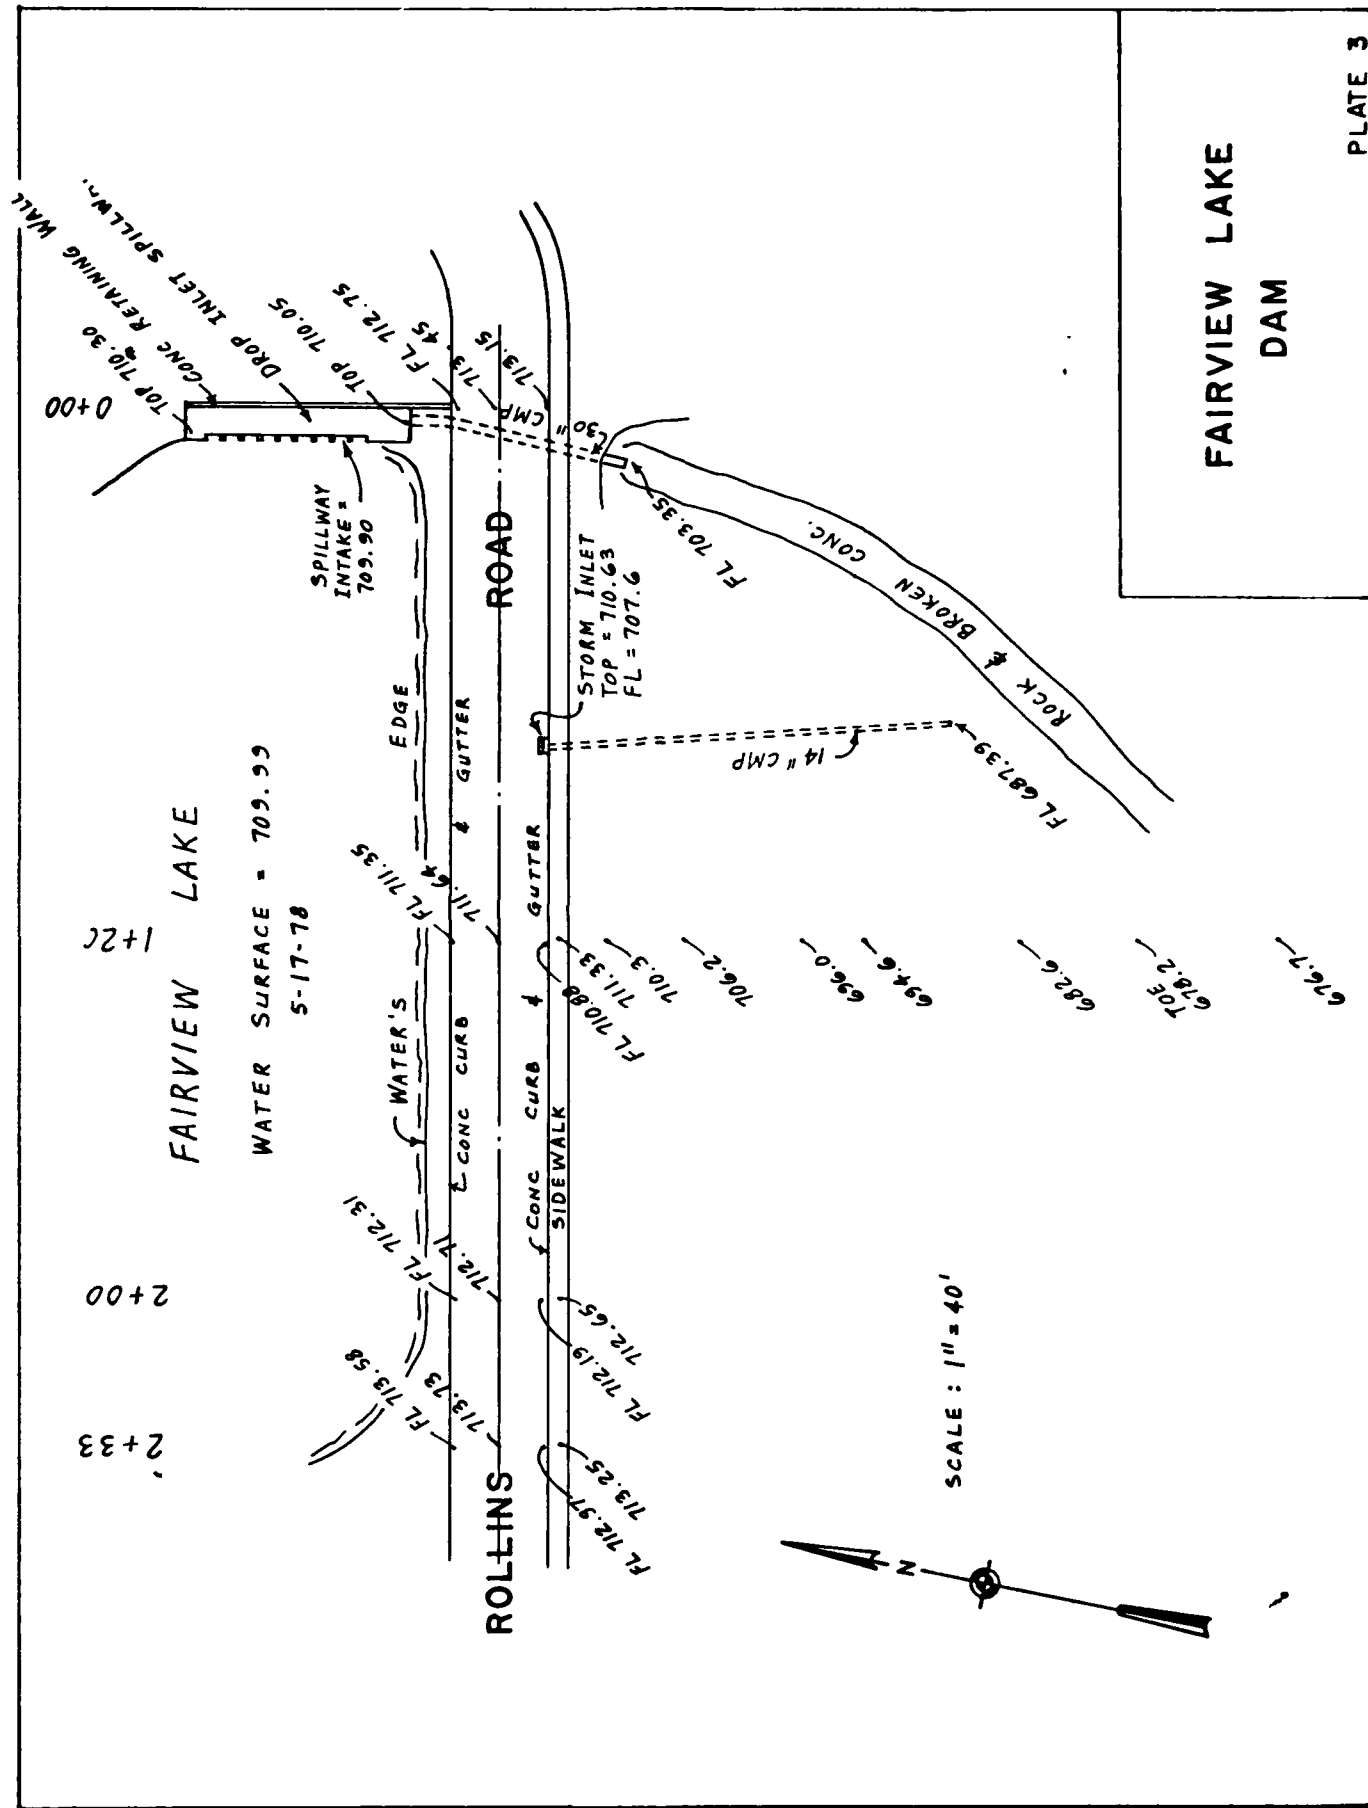 FAIRVIEW LAKE
WATER SURFACE = 709.99
5-17-78
2+33
2+00
0+00
CONC RETAINING WALL
TOP 710.30
DROP INLET
TOP 710.05
SPILLWAY
INTAKE =
709.90
FL 712.75
713.45
713.15
30" CMP
FL 703.35
WATER'S EDGE
CONC CURB & GUTTER
ROLLINS ROAD
CONC CURB & GUTTER
SIDEWALK
FL 713.58
713.73
FL 712.97
713.25
FL 712.31
712.71
FL 712.19
712.65
FL 711.35
711.64
FL 710.88
711.33
710.3
706.2
696.0
694.6
682.6
TOE
678.2
676.7
STORM INLET
TOP = 710.63
FL = 707.6
14" CMP
FL 687.39
ROCK & BROKEN CONC.
SCALE : 1" = 40'
N
FAIRVIEW LAKE
DAM
PLATE 3